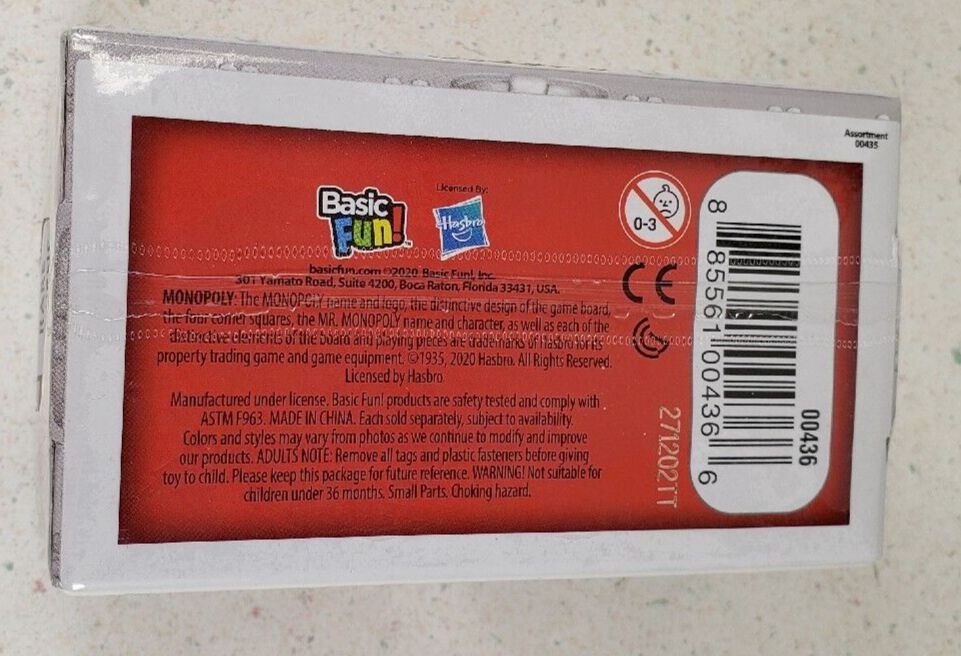 Assortment
00435
Basic
Fun!
Licensed By:
Hasbro
0-3
basicfun.com ©2020 Basic Fun!, Inc.
301 Yamato Road, Suite 4200, Boca Raton, Florida 33431, USA.
MONOPOLY: The MONOPOLY name and logo, the distinctive design of the game board,
the four corner squares, the MR. MONOPOLY name and character, as well as each of the
distinctive elements of the board and playing pieces are trademarks of Hasbro for its
property trading game and game equipment. ©1935, 2020 Hasbro. All Rights Reserved.
Licensed by Hasbro.
CE
Manufactured under license. Basic Fun! products are safety tested and comply with
ASTM F963. MADE IN CHINA. Each sold separately, subject to availability.
Colors and styles may vary from photos as we continue to modify and improve
our products. ADULTS NOTE: Remove all tags and plastic fasteners before giving
toy to child. Please keep this package for future reference. WARNING! Not suitable for
children under 36 months. Small Parts. Choking hazard.
271202TT
8 85561 00436 6
00436